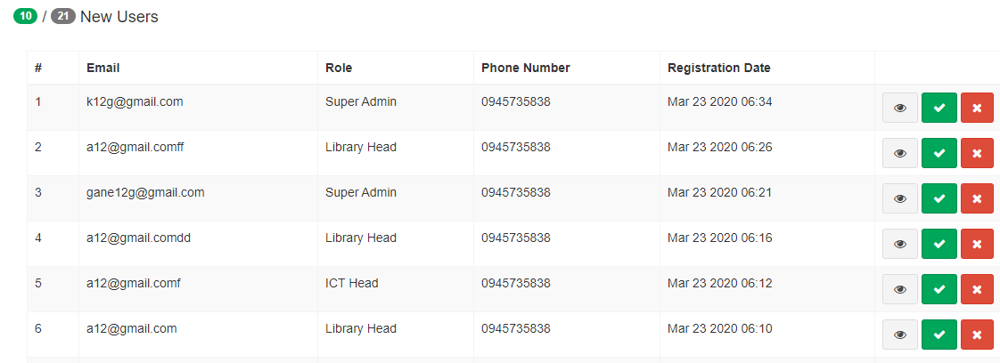 10 / 21 New Users
# Email Role Phone Number Registration Date
1 k12g@gmail.com Super Admin 0945735838 Mar 23 2020 06:34
2 a12@gmail.comff Library Head 0945735838 Mar 23 2020 06:26
3 gane12g@gmail.com Super Admin 0945735838 Mar 23 2020 06:21
4 a12@gmail.comdd Library Head 0945735838 Mar 23 2020 06:16
5 a12@gmail.comf ICT Head 0945735838 Mar 23 2020 06:12
6 a12@gmail.com Library Head 0945735838 Mar 23 2020 06:10